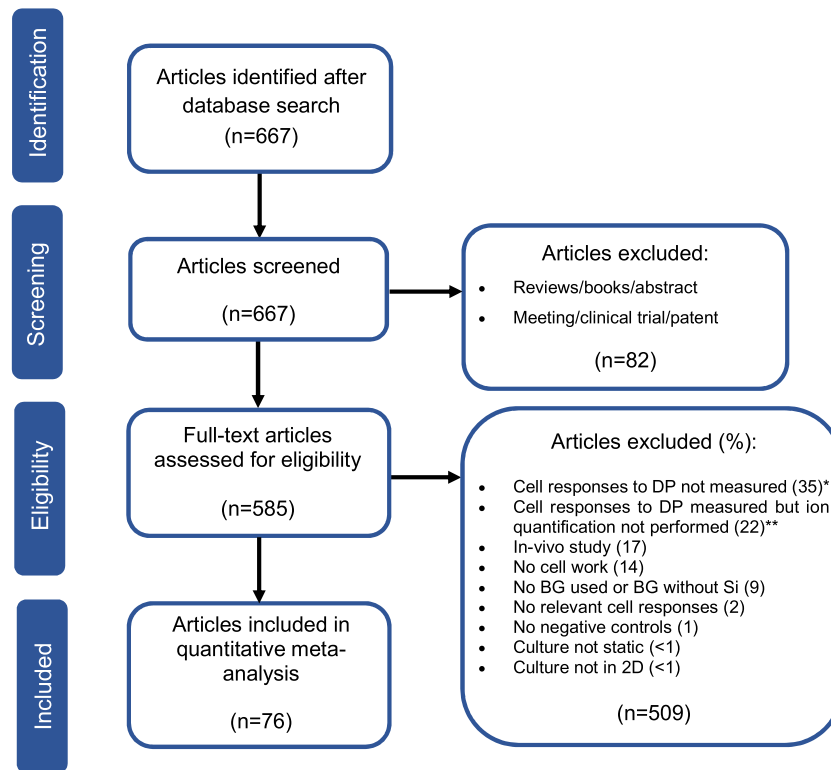 Identification
Articles identified after
database search
(n=667)
Screening
Articles screened
(n=667)
Articles excluded:
• Reviews/books/abstract
• Meeting/clinical trial/patent
(n=82)
Eligibility
Full-text articles
assessed for eligibility
(n=585)
Articles excluded (%):
• Cell responses to DP not measured (35)*
• Cell responses to DP measured but ion
quantification not performed (22)**
• In-vivo study (17)
• No cell work (14)
• No BG used or BG without Si (9)
• No relevant cell responses (2)
• No negative controls (1)
• Culture not static (<1)
• Culture not in 2D (<1)
(n=509)
Included
Articles included in
quantitative meta-
analysis
(n=76)